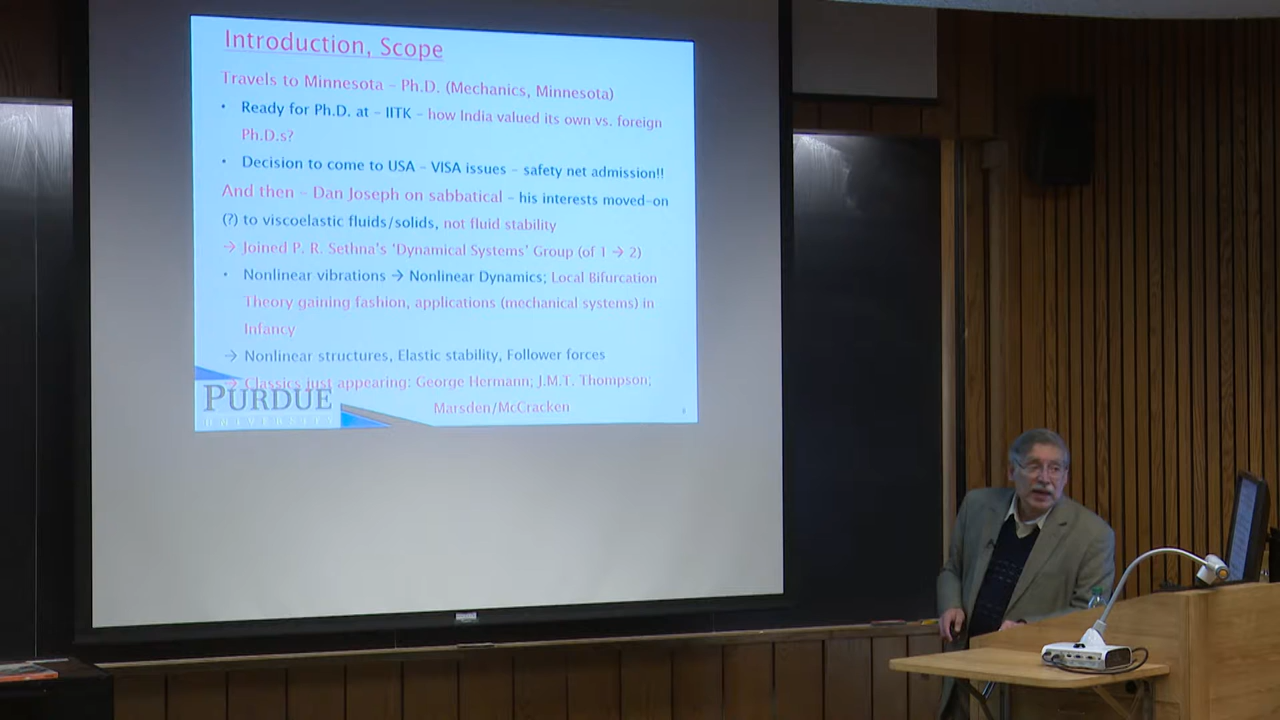 Introduction, Scope
Travels to Minnesota – Ph.D. (Mechanics, Minnesota)
• Ready for Ph.D. at – IITK – how India valued its own vs. foreign
Ph.D.s?
• Decision to come to USA – VISA issues – safety net admission!!
And then – Dan Joseph on sabbatical – his interests moved-on
(?) to viscoelastic fluids/solids, not fluid stability
→ Joined P. R. Sethna's 'Dynamical Systems' Group (of 1 → 2)
• Nonlinear vibrations → Nonlinear Dynamics; Local Bifurcation
Theory gaining fashion, applications (mechanical systems) in
Infancy
→ Nonlinear structures, Elastic stability, Follower forces
→ Classics just appearing: George Hermann; J.M.T. Thompson;
Marsden/McCracken
PURDUE
UNIVERSITY